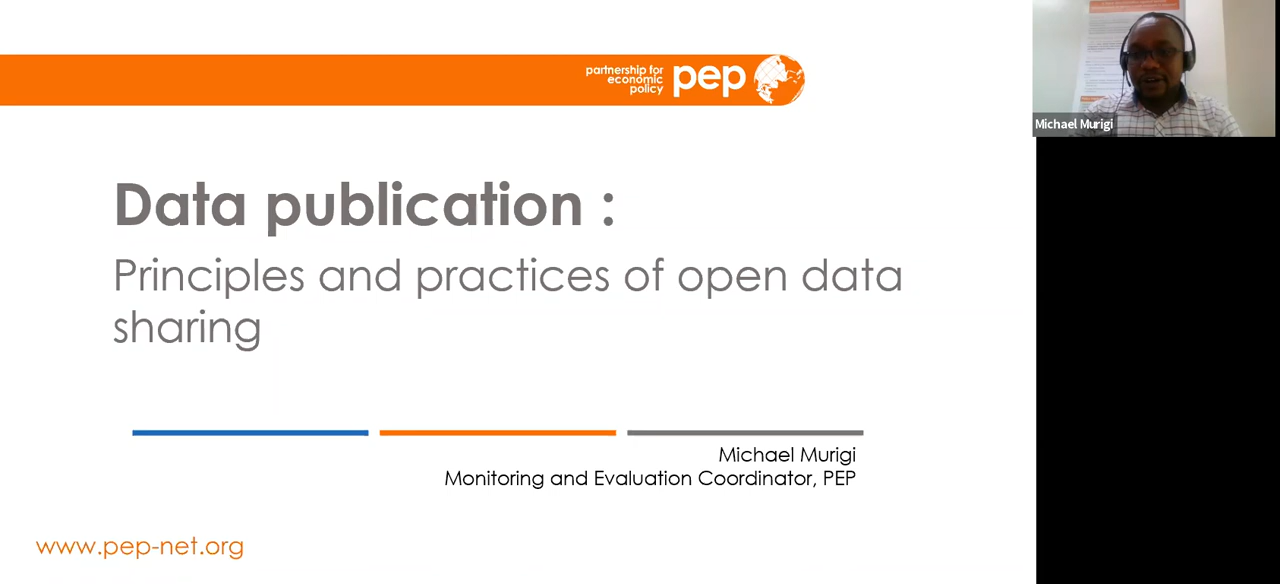 partnership for
economic
policy
pep
Data publication :
Principles and practices of open data
sharing
Michael Murigi
Monitoring and Evaluation Coordinator, PEP
www.pep-net.org
Michael Murigi